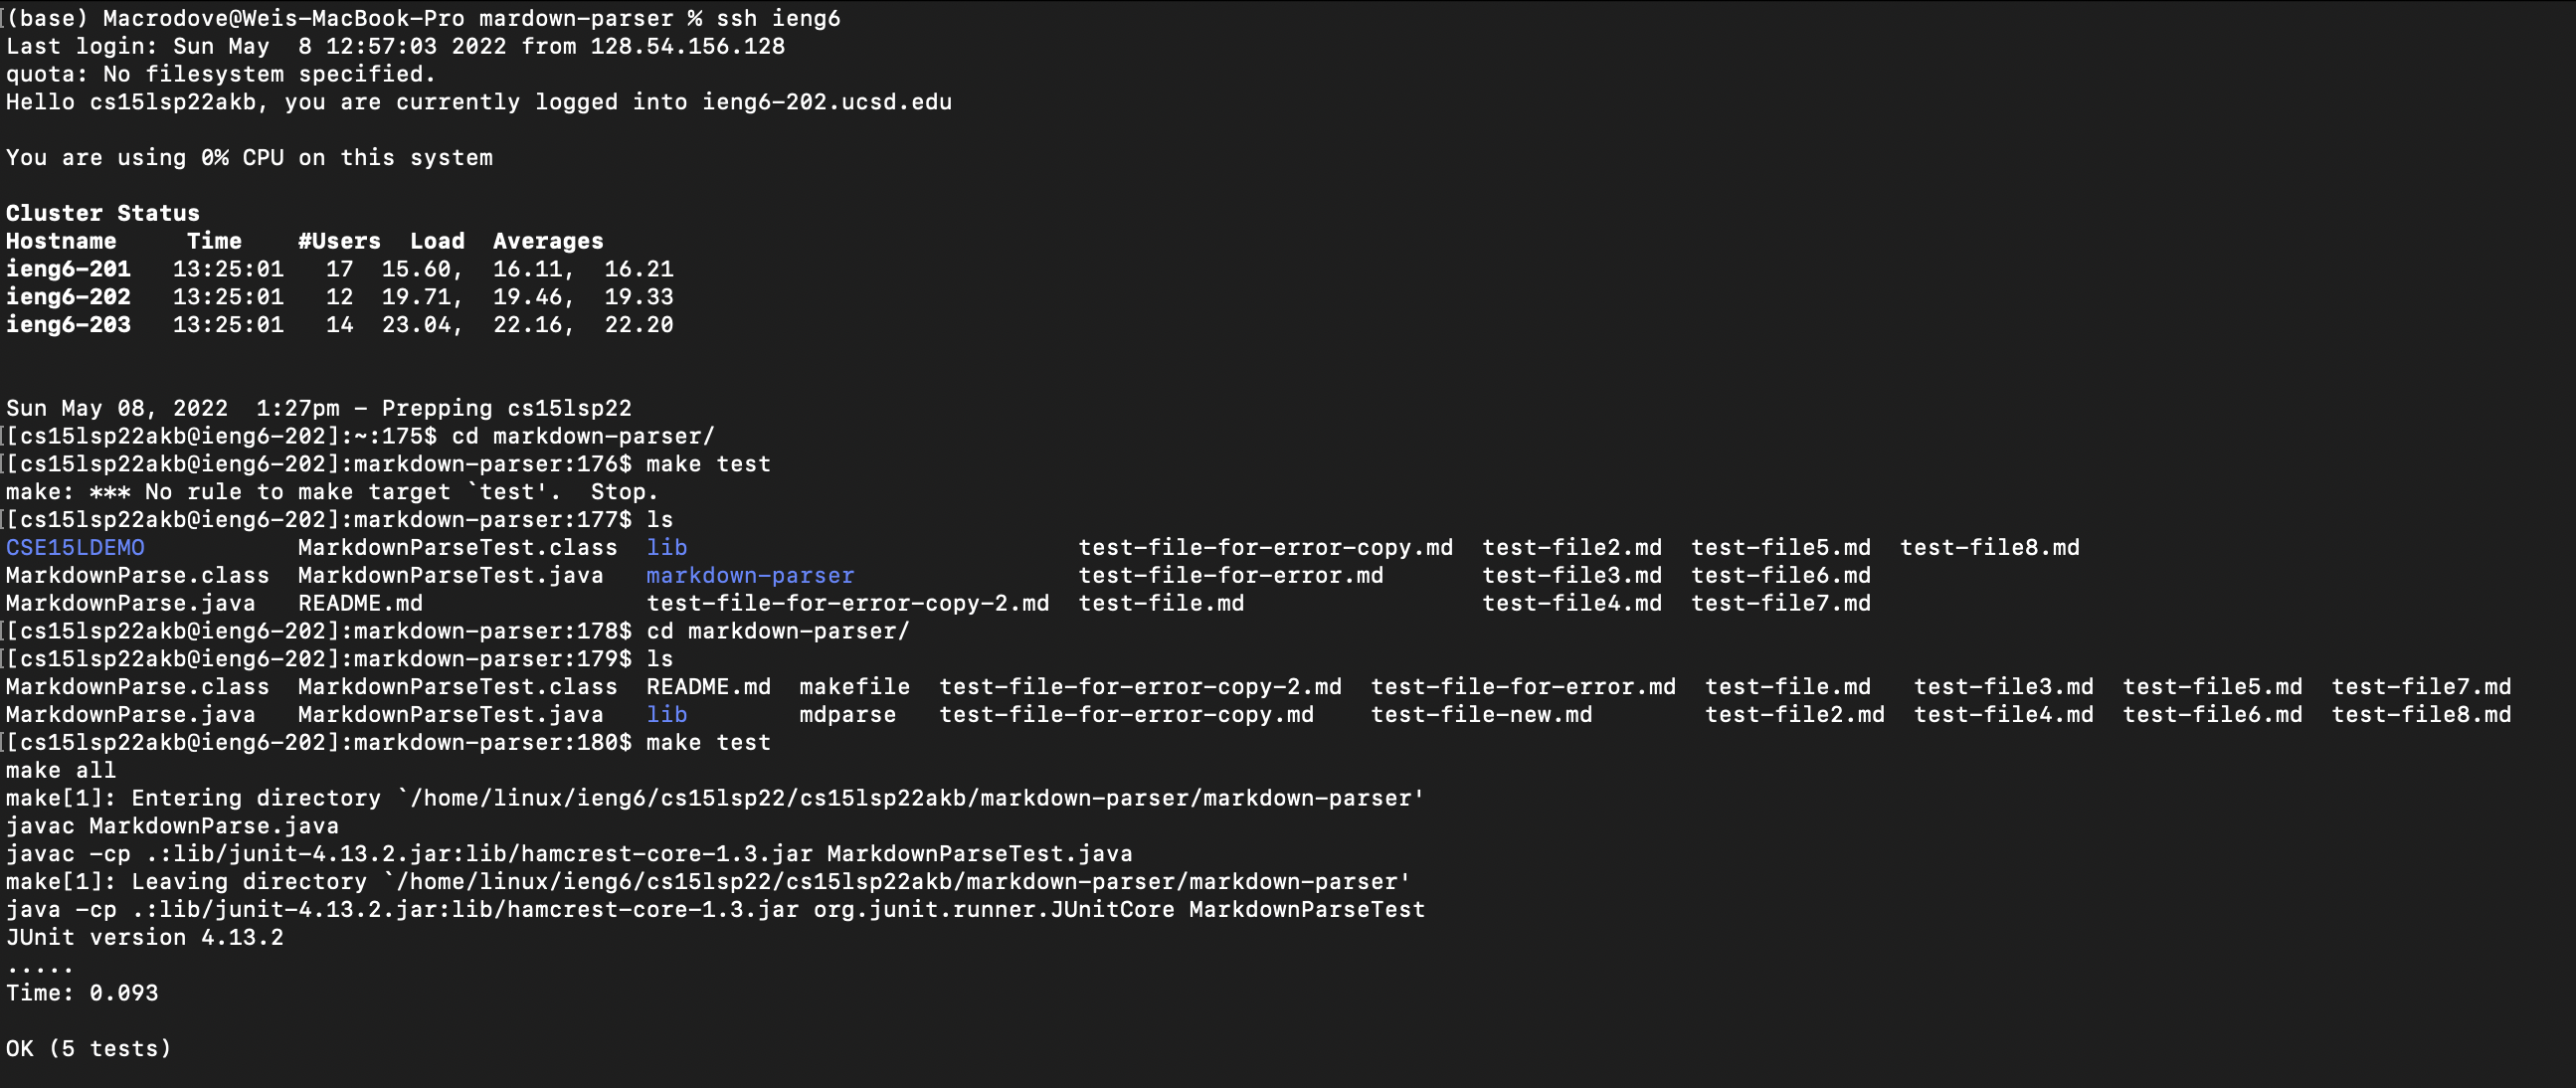 [(base) Macrodove@Weis-MacBook-Pro mardown-parser % ssh ieng6
Last login: Sun May  8 12:57:03 2022 from 128.54.156.128
quota: No filesystem specified.
Hello cs15lsp22akb, you are currently logged into ieng6-202.ucsd.edu
You are using 0% CPU on this system
Cluster Status
Hostname     Time    #Users  Load  Averages
ieng6-201   13:25:01   17  15.60,  16.11,  16.21
ieng6-202   13:25:01   12  19.71,  19.46,  19.33
ieng6-203   13:25:01   14  23.04,  22.16,  22.20
Sun May 08, 2022  1:27pm - Prepping cs15lsp22
[[cs15lsp22akb@ieng6-202]:~:175$ cd markdown-parser/
[[cs15lsp22akb@ieng6-202]:markdown-parser:176$ make test
make: *** No rule to make target `test'.  Stop.
[[cs15lsp22akb@ieng6-202]:markdown-parser:177$ ls
CSE15LDEMO           MarkdownParseTest.class  lib                            test-file-for-error-copy.md  test-file2.md  test-file5.md  test-file8.md
MarkdownParse.class  MarkdownParseTest.java   markdown-parser                test-file-for-error.md       test-file3.md  test-file6.md
MarkdownParse.java   README.md                test-file-for-error-copy-2.md  test-file.md                 test-file4.md  test-file7.md
[[cs15lsp22akb@ieng6-202]:markdown-parser:178$ cd markdown-parser/
[[cs15lsp22akb@ieng6-202]:markdown-parser:179$ ls
MarkdownParse.class  MarkdownParseTest.class  README.md  makefile  test-file-for-error-copy-2.md  test-file-for-error.md  test-file.md   test-file3.md  test-file5.md  test-file7.md
MarkdownParse.java   MarkdownParseTest.java   lib        mdparse   test-file-for-error-copy.md    test-file-new.md        test-file2.md  test-file4.md  test-file6.md  test-file8.md
[[cs15lsp22akb@ieng6-202]:markdown-parser:180$ make test
make all
make[1]: Entering directory `/home/linux/ieng6/cs15lsp22/cs15lsp22akb/markdown-parser/markdown-parser'
javac MarkdownParse.java
javac -cp .:lib/junit-4.13.2.jar:lib/hamcrest-core-1.3.jar MarkdownParseTest.java
make[1]: Leaving directory `/home/linux/ieng6/cs15lsp22/cs15lsp22akb/markdown-parser/markdown-parser'
java -cp .:lib/junit-4.13.2.jar:lib/hamcrest-core-1.3.jar org.junit.runner.JUnitCore MarkdownParseTest
JUnit version 4.13.2
.....
Time: 0.093
OK (5 tests)